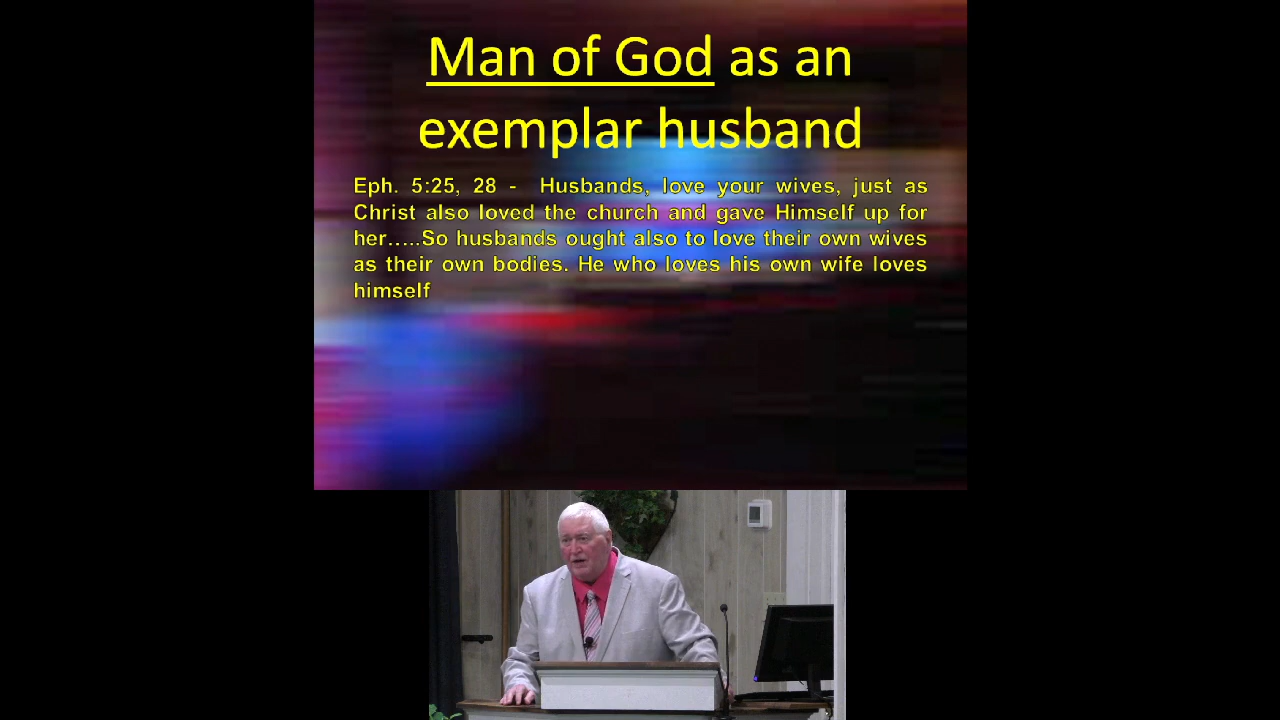 Man of God as an
exemplar husband
Eph. 5:25, 28 - Husbands, love your wives, just as
Christ also loved the church and gave Himself up for
her…..So husbands ought also to love their own wives
as their own bodies. He who loves his own wife loves
himself